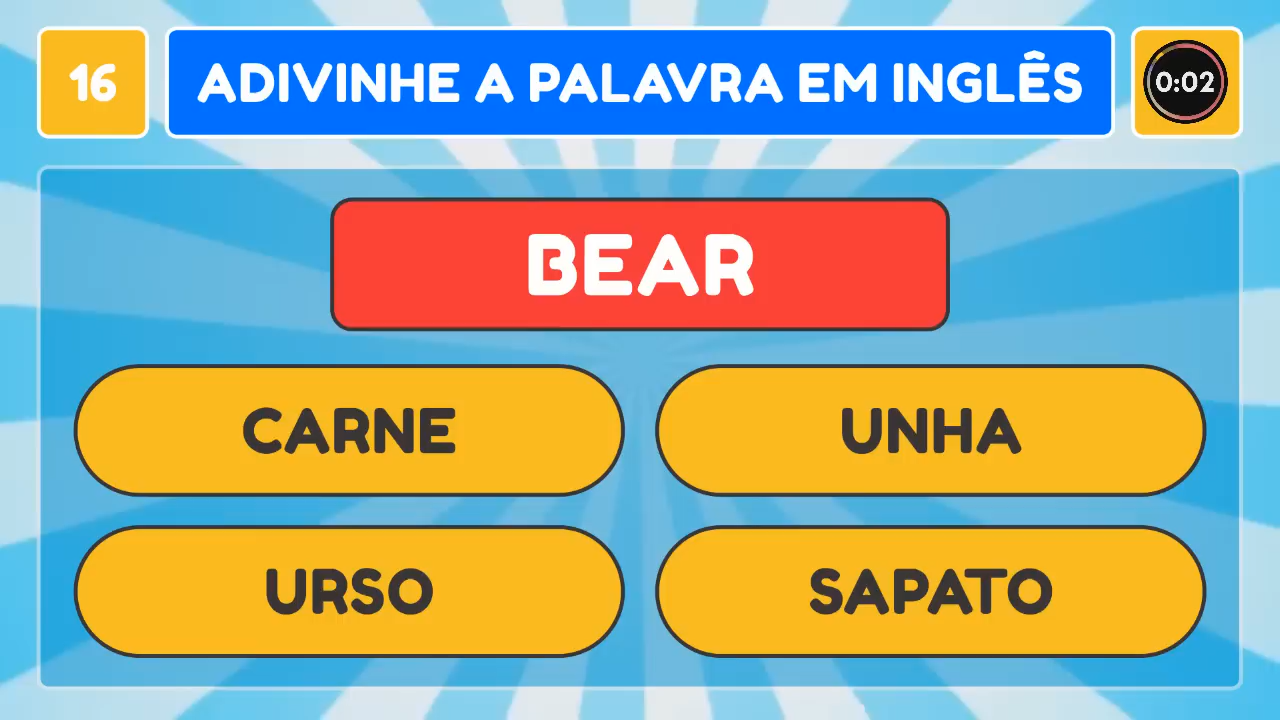 16
ADIVINHE A PALAVRA EM INGLÊS
0:02
BEAR
CARNE
UNHA
URSO
SAPATO